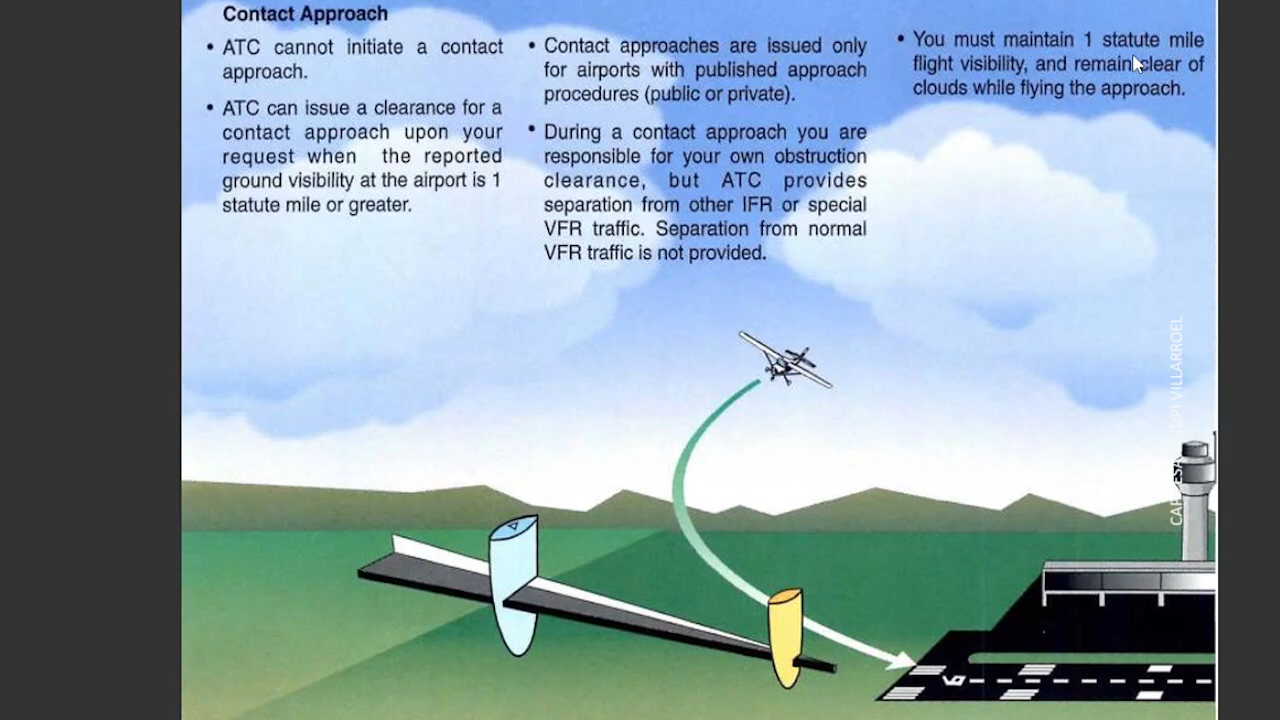 Contact Approach
• ATC cannot initiate a contact
approach.
• ATC can issue a clearance for a
contact approach upon your
request when the reported
ground visibility at the airport is 1
statute mile or greater.
• Contact approaches are issued only
for airports with published approach
procedures (public or private).
• During a contact approach you are
responsible for your own obstruction
clearance, but ATC provides
separation from other IFR or special
VFR traffic. Separation from normal
VFR traffic is not provided.
• You must maintain 1 statute mile
flight visibility, and remain clear of
clouds while flying the approach.
VILLARROEL